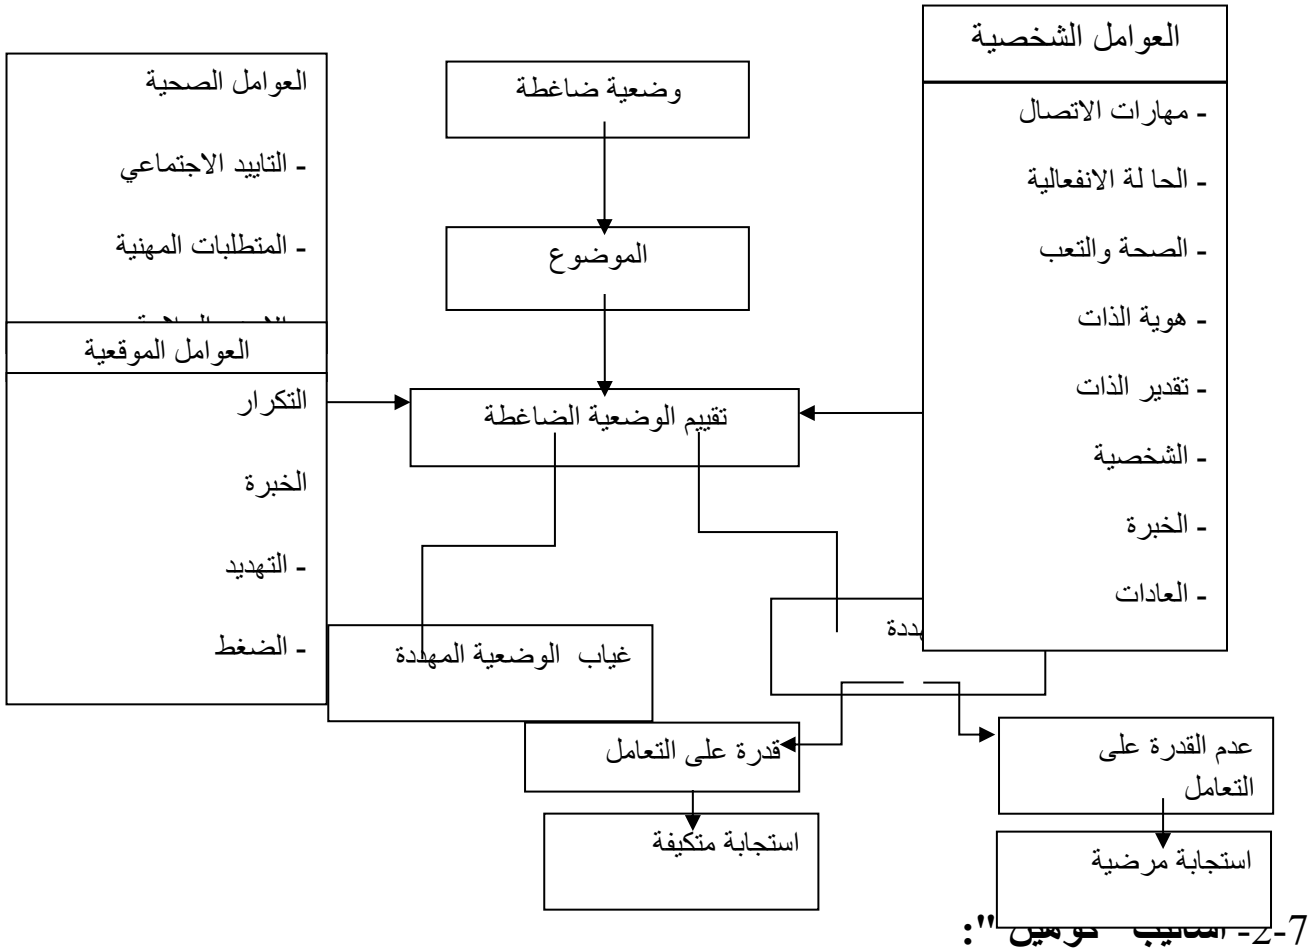 العوامل الشخصية
- مهارات الاتصال
- الحا لة الانفعالية
- الصحة والتعب
- هوية الذات
- تقدير الذات
- الشخصية
- الخبرة
- العادات
وضعية ضاغطة
الموضوع
تقييم الوضعية الضاغطة
العوامل الصحية
- التاييد الاجتماعي
- المتطلبات المهنية
العوامل الموقعية
التكرار
الخبرة
- التهديد
- الضغط
غياب الوضعية المهددة
عدم القدرة على
التعامل
قدرة على التعامل
استجابة مرضية
استجابة متكيفة
2-7-